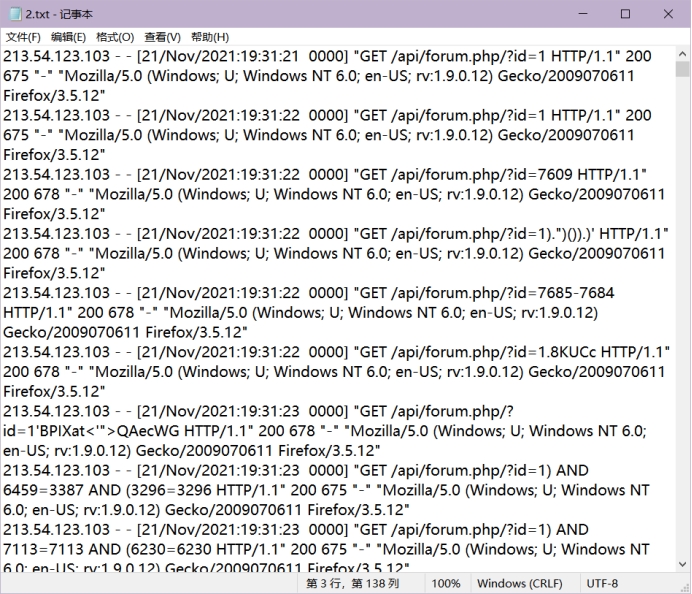 2.txt - 记事本
文件(F) 编辑(E) 格式(O) 查看(V) 帮助(H)
213.54.123.103 - - [21/Nov/2021:19:31:21  0000] "GET /api/forum.php/?id=1 HTTP/1.1" 200
675 "-" "Mozilla/5.0 (Windows; U; Windows NT 6.0; en-US; rv:1.9.0.12) Gecko/2009070611
Firefox/3.5.12"
213.54.123.103 - - [21/Nov/2021:19:31:22  0000] "GET /api/forum.php/?id=1 HTTP/1.1" 200
675 "-" "Mozilla/5.0 (Windows; U; Windows NT 6.0; en-US; rv:1.9.0.12) Gecko/2009070611
Firefox/3.5.12"
213.54.123.103 - - [21/Nov/2021:19:31:22  0000] "GET /api/forum.php/?id=7609 HTTP/1.1"
200 678 "-" "Mozilla/5.0 (Windows; U; Windows NT 6.0; en-US; rv:1.9.0.12) Gecko/2009070611
Firefox/3.5.12"
213.54.123.103 - - [21/Nov/2021:19:31:22  0000] "GET /api/forum.php/?id=1).")()).)' HTTP/1.1"
200 678 "-" "Mozilla/5.0 (Windows; U; Windows NT 6.0; en-US; rv:1.9.0.12) Gecko/2009070611
Firefox/3.5.12"
213.54.123.103 - - [21/Nov/2021:19:31:22  0000] "GET /api/forum.php/?id=7685-7684
HTTP/1.1" 200 678 "-" "Mozilla/5.0 (Windows; U; Windows NT 6.0; en-US; rv:1.9.0.12)
Gecko/2009070611 Firefox/3.5.12"
213.54.123.103 - - [21/Nov/2021:19:31:22  0000] "GET /api/forum.php/?id=1.8KUCc HTTP/1.1"
200 678 "-" "Mozilla/5.0 (Windows; U; Windows NT 6.0; en-US; rv:1.9.0.12) Gecko/2009070611
Firefox/3.5.12"
213.54.123.103 - - [21/Nov/2021:19:31:23  0000] "GET /api/forum.php/?
id=1'BPIXat<'">QAecWG HTTP/1.1" 200 678 "-" "Mozilla/5.0 (Windows; U; Windows NT 6.0;
en-US; rv:1.9.0.12) Gecko/2009070611 Firefox/3.5.12"
213.54.123.103 - - [21/Nov/2021:19:31:23  0000] "GET /api/forum.php/?id=1) AND
6459=3387 AND (3296=3296 HTTP/1.1" 200 675 "-" "Mozilla/5.0 (Windows; U; Windows NT
6.0; en-US; rv:1.9.0.12) Gecko/2009070611 Firefox/3.5.12"
213.54.123.103 - - [21/Nov/2021:19:31:23  0000] "GET /api/forum.php/?id=1) AND
7113=7113 AND (6230=6230 HTTP/1.1" 200 675 "-" "Mozilla/5.0 (Windows; U; Windows NT
6.0; en-US; rv:1.9.0.12) Gecko/2009070611 Firefox/3.5.12"
第 3 行，第 138 列 100% Windows (CRLF) UTF-8